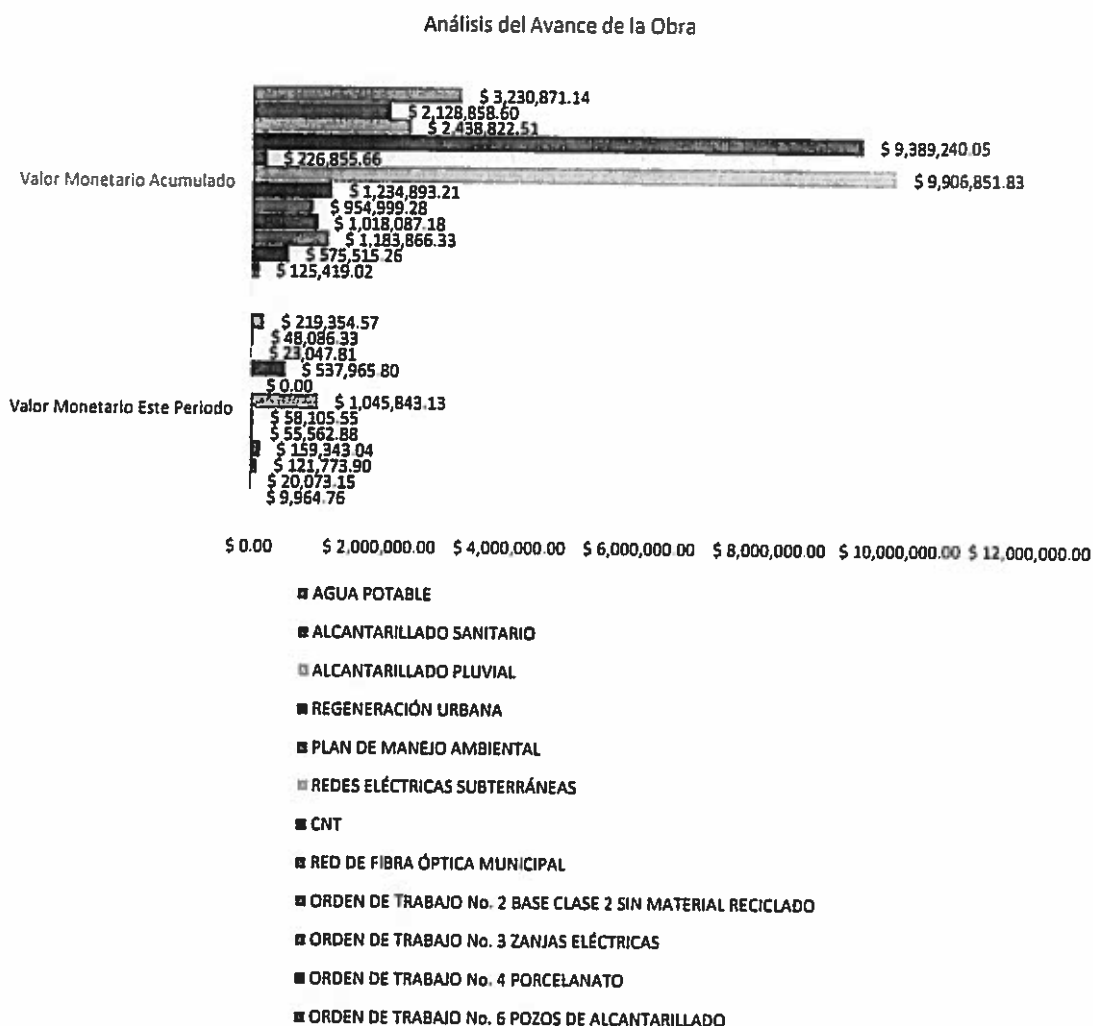 Análisis del Avance de la Obra
$ 3,230,871.14
$ 2,128,858.60
$ 2,438,822.51
$ 9,389,240.05
$ 226,855.66
Valor Monetario Acumulado
$ 9,906,851.83
$ 1,234,893.21
$ 954,999.28
$ 1,018,087.18
$ 1,183,866.33
$ 575,515.26
$ 125,419.02
$ 219,354.57
$ 48,086.33
$ 23,047.81
$ 537,965.80
$ 0.00
Valor Monetario Este Periodo
$ 1,045,843.13
$ 58,105.55
$ 55,562.88
$ 159,343.04
$ 121,773.90
$ 20,073.15
$ 9,964.76
$ 0.00 $ 2,000,000.00 $ 4,000,000.00 $ 6,000,000.00 $ 8,000,000.00 $ 10,000,000.00 $ 12,000,000.00
AGUA POTABLE
ALCANTARILLADO SANITARIO
ALCANTARILLADO PLUVIAL
REGENERACIÓN URBANA
PLAN DE MANEJO AMBIENTAL
REDES ELÉCTRICAS SUBTERRÁNEAS
CNT
RED DE FIBRA ÓPTICA MUNICIPAL
ORDEN DE TRABAJO No. 2 BASE CLASE 2 SIN MATERIAL RECICLADO
ORDEN DE TRABAJO No. 3 ZANJAS ELÉCTRICAS
ORDEN DE TRABAJO No. 4 PORCELANATO
ORDEN DE TRABAJO No. 6 POZOS DE ALCANTARILLADO